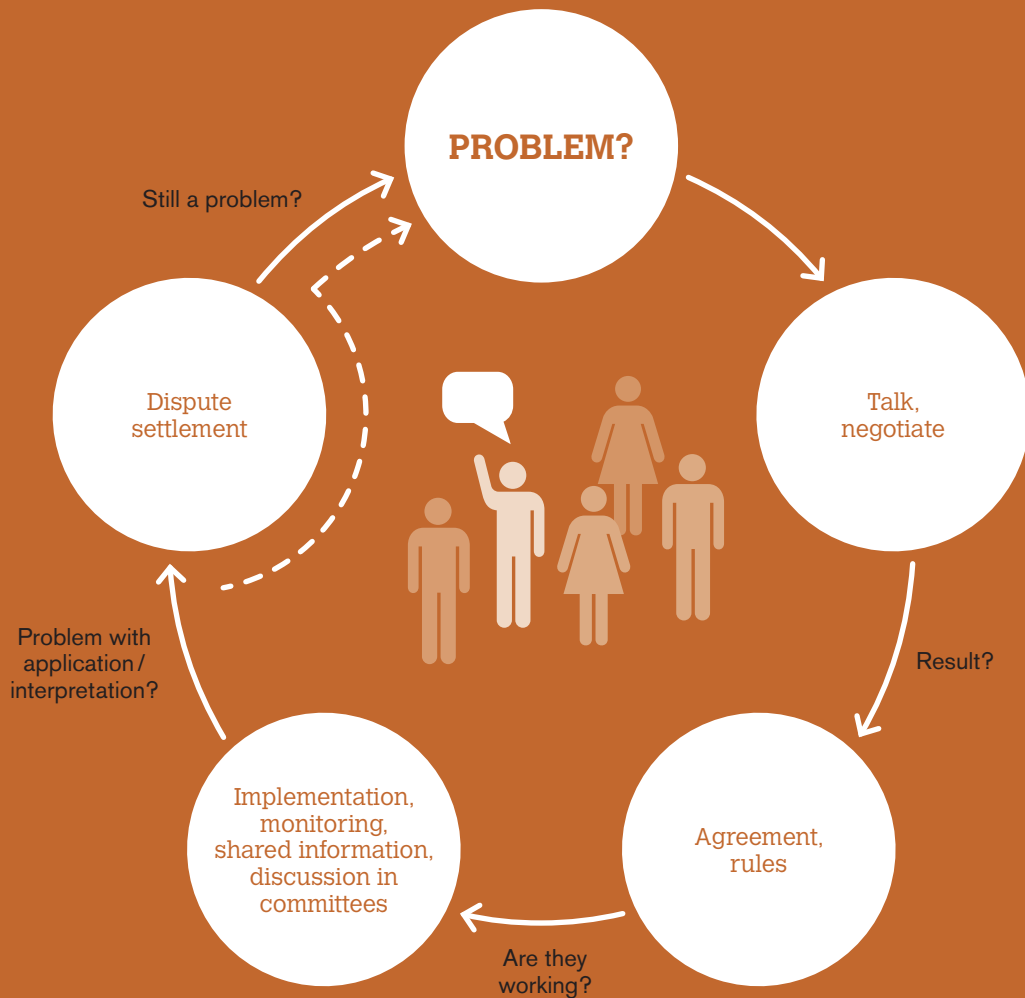 PROBLEM?
Still a problem?
Talk,
negotiate
Result?
Agreement,
rules
Are they
working?
Implementation,
monitoring,
shared information,
discussion in
committees
Problem with
application/
interpretation?
Dispute
settlement